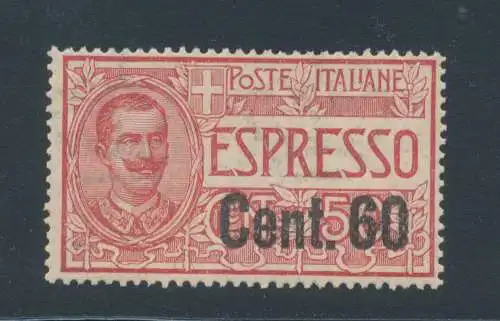 POSTE ITALIANE
ESPRESSO
Cent. 60